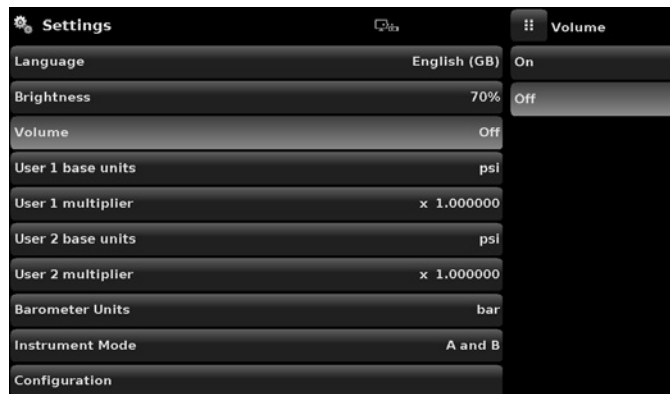 Settings
Language English (GB)
Brightness 70%
Volume Off
User 1 base units psi
User 1 multiplier x 1.000000
User 2 base units psi
User 2 multiplier x 1.000000
Barometer Units bar
Instrument Mode A and B
Configuration
Volume
On
Off